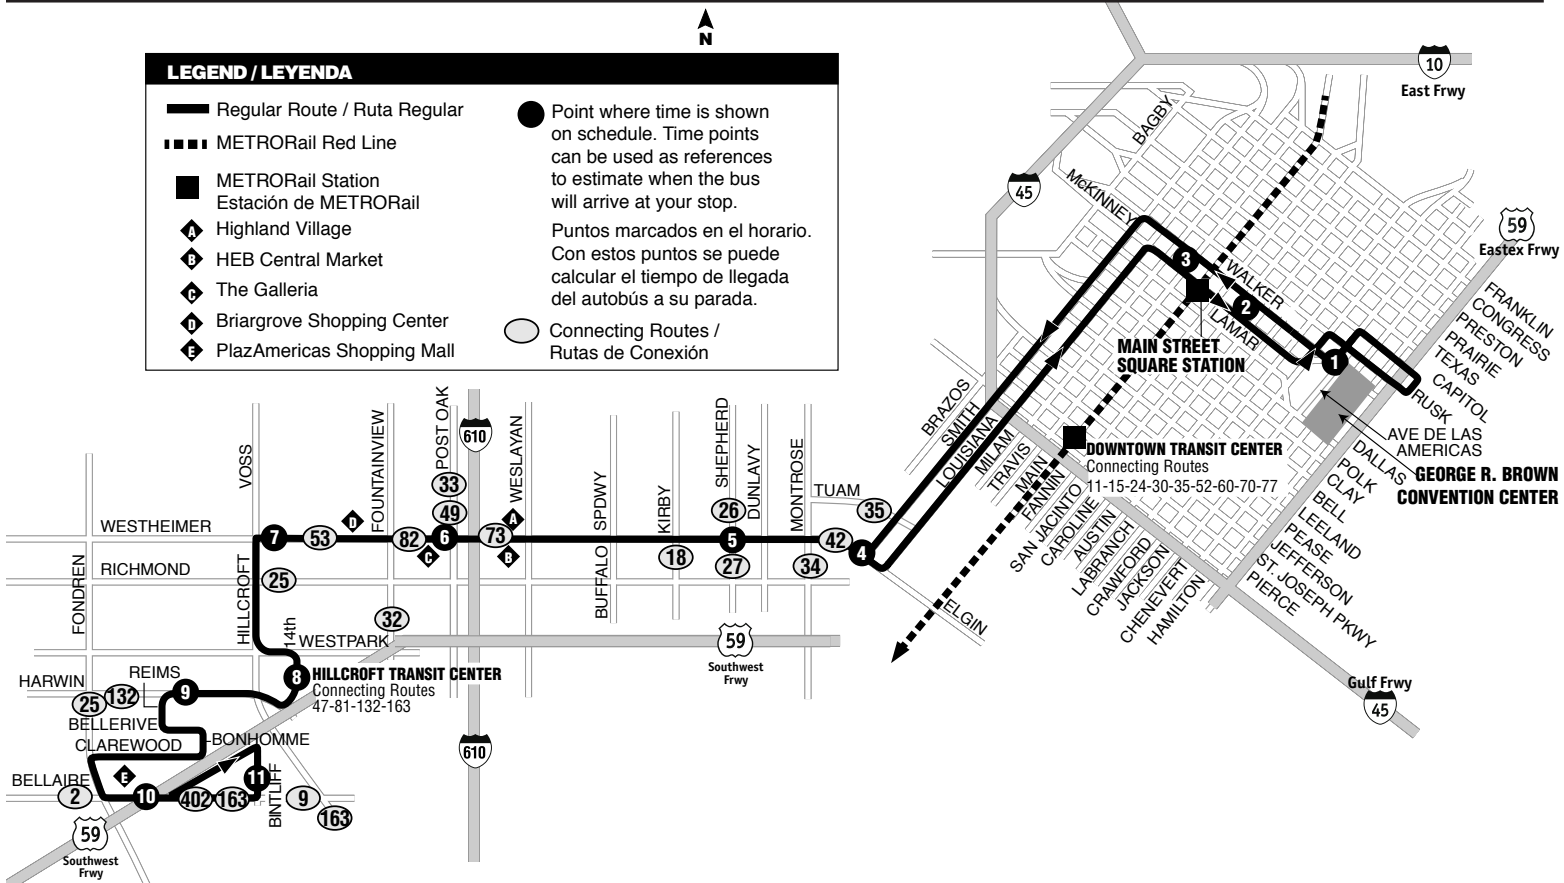 N
LEGEND / LEYENDA
Regular Route / Ruta Regular
METRORail Red Line
METRORail Station
Estación de METRORail
A Highland Village
B HEB Central Market
C The Galleria
D Briargrove Shopping Center
E PlazAmericas Shopping Mall
Point where time is shown
on schedule. Time points
can be used as references
to estimate when the bus
will arrive at your stop.
Puntos marcados en el horario.
Con estos puntos se puede
calcular el tiempo de llegada
del autobús a su parada.
Connecting Routes /
Rutas de Conexión
10
East Frwy
BAGBY
45
McKINNEY
59
Eastex Frwy
3
WALKER
2
LAMAR
MAIN STREET
SQUARE STATION
1
FRANKLIN
CONGRESS
PRESTON
PRAIRIE
TEXAS
CAPITOL
RUSK
AVE DE LAS
AMERICAS
GEORGE R. BROWN
CONVENTION CENTER
DALLAS
POLK
CLAY
BELL
LEELAND
PEASE
JEFFERSON
ST. JOSEPH PKWY
PIERCE
BRAZOS
SMITH
LOUISIANA
MILAM
TRAVIS
MAIN
FANNIN
SAN JACINTO
CAROLINE
AUSTIN
LABRANCH
CRAWFORD
JACKSON
CHENEVERT
HAMILTON
DOWNTOWN TRANSIT CENTER
Connecting Routes
11-15-24-30-35-52-60-70-77
Gulf Frwy
45
VOSS
FOUNTAINVIEW
POST OAK
610
WESLAYAN
BUFFALO SPDWY
KIRBY
SHEPHERD
DUNLAVY
MONTROSE
TUAM
35
33
49
26
WESTHEIMER
7
53
D
82
C
6
73
A
B
18
5
27
42
34
4
ELGIN
RICHMOND
FONDREN
HILLCROFT
25
32
14th
WESTPARK
59
Southwest
Frwy
8
HILLCROFT TRANSIT CENTER
Connecting Routes
47-81-132-163
HARWIN
REIMS
25
132
9
BELLERIVE
CLAREWOOD
BONHOMME
610
BELLAIRE
2
E
10
402
163
11
BINTLIFF
9
163
59
Southwest
Frwy